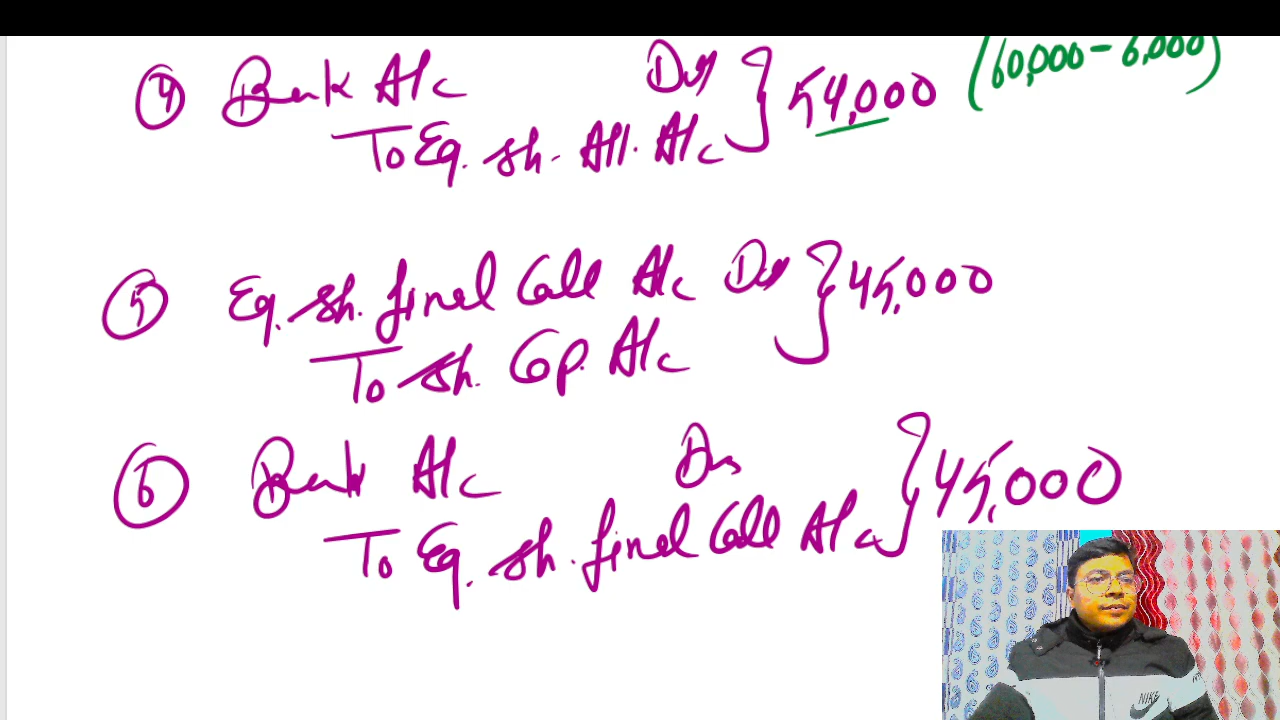 (60,000 - 6,000)
④ Bank A/c Dr } 54,000
To Eq. sh. All. A/c
⑤ Eq. sh. final Call A/c Dr } 45,000
To sh. Cap. A/c
⑥ Bank A/c Dr } 45,000
To Eq. sh. final Call A/c
NIKE